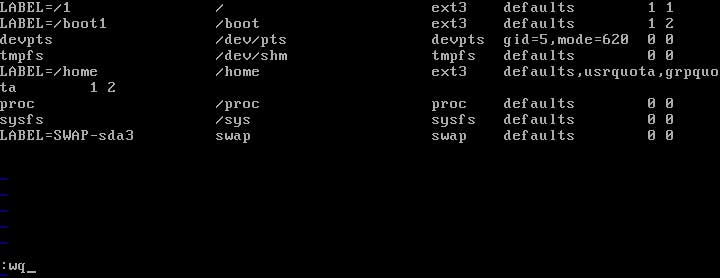 LABEL=/1 / ext3 defaults 1 1
LABEL=/boot1 /boot ext3 defaults 1 2
devpts /dev/pts devpts gid=5,mode=620 0 0
tmpfs /dev/shm tmpfs defaults 0 0
LABEL=/home /home ext3 defaults,usrquota,grpquo
ta 1 2
proc /proc proc defaults 0 0
sysfs /sys sysfs defaults 0 0
LABEL=SWAP-sda3 swap swap defaults 0 0
~
~
~
~
~
:wq_